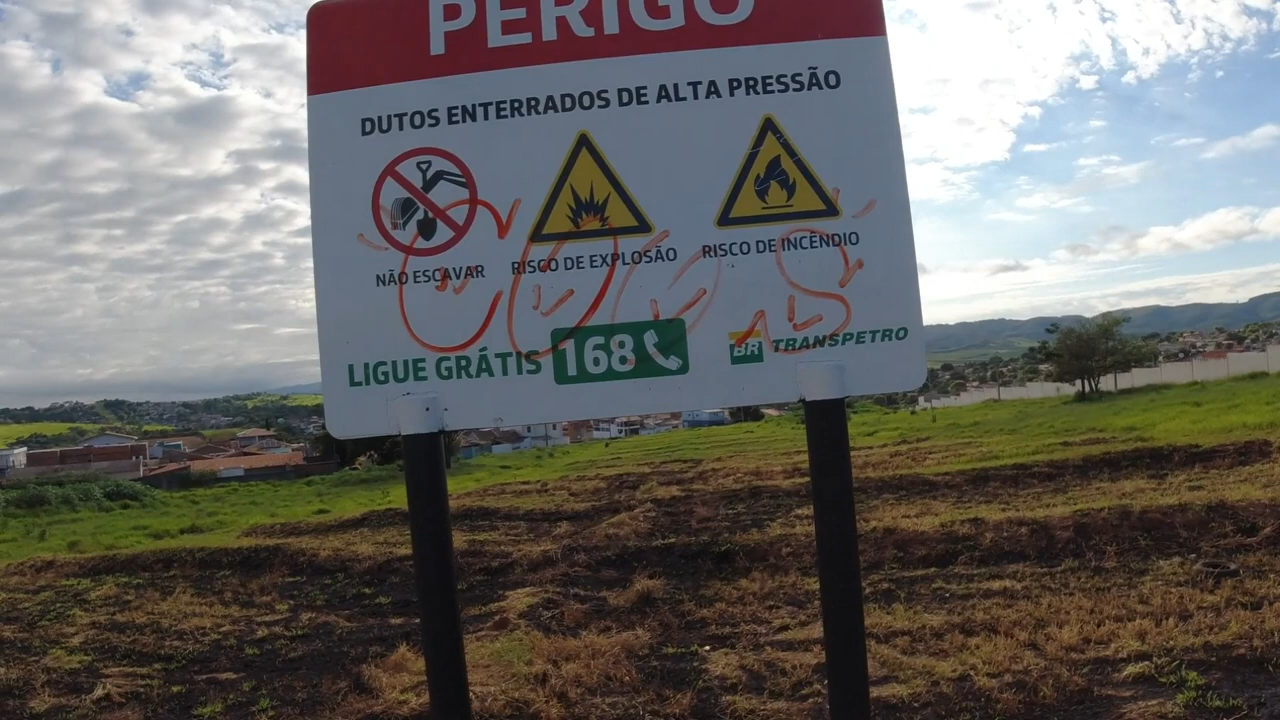 PERIGO
DUTOS ENTERRADOS DE ALTA PRESSÃO
NÃO ESCAVAR
RISCO DE EXPLOSÃO
RISCO DE INCÊNDIO
LIGUE GRÁTIS 168
BR TRANSPETRO